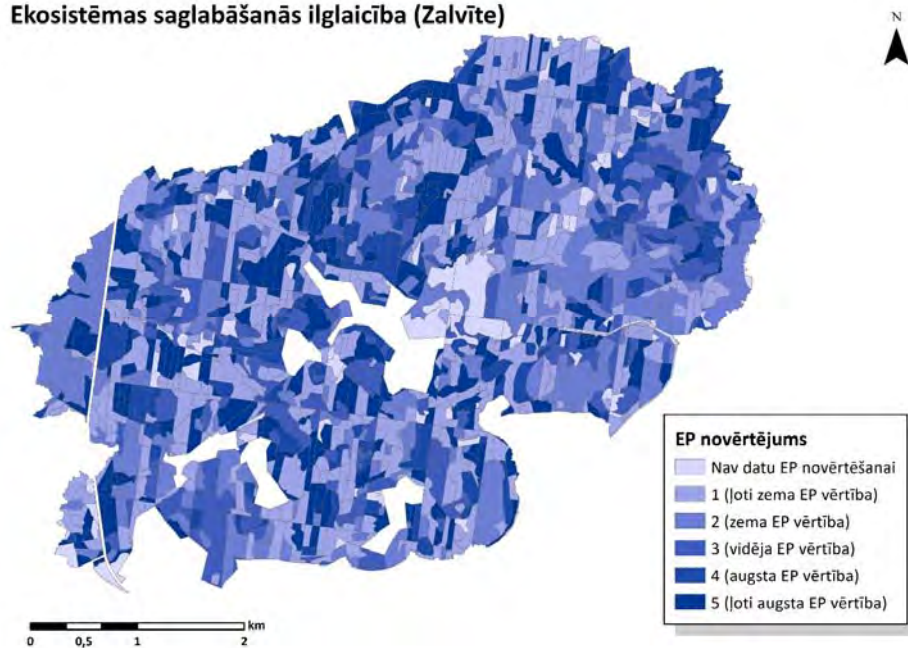 Ekosistēmas saglabāšanās ilglaicība (Zalvīte)
N
EP novērtējums
Nav datu EP novērtēšanai
1 (ļoti zema EP vērtība)
2 (zema EP vērtība)
3 (vidēja EP vērtība)
4 (augsta EP vērtība)
5 (ļoti augsta EP vērtība)
km
0 0,5 1 2